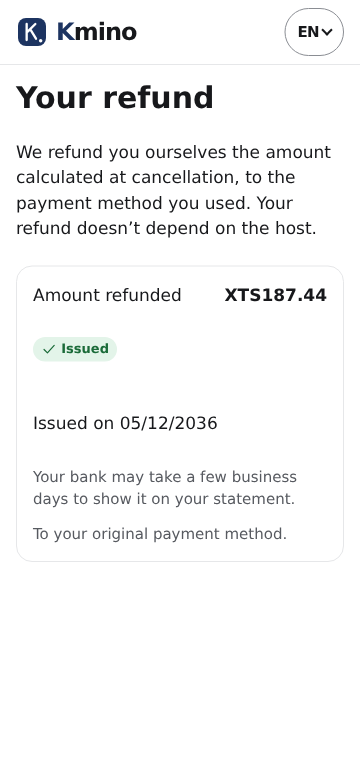 K. Kmino
EN
Your refund
We refund you ourselves the amount
calculated at cancellation, to the
payment method you used. Your
refund doesn’t depend on the host.
Amount refunded XTS187.44
Issued
Issued on 05/12/2036
Your bank may take a few business
days to show it on your statement.
To your original payment method.